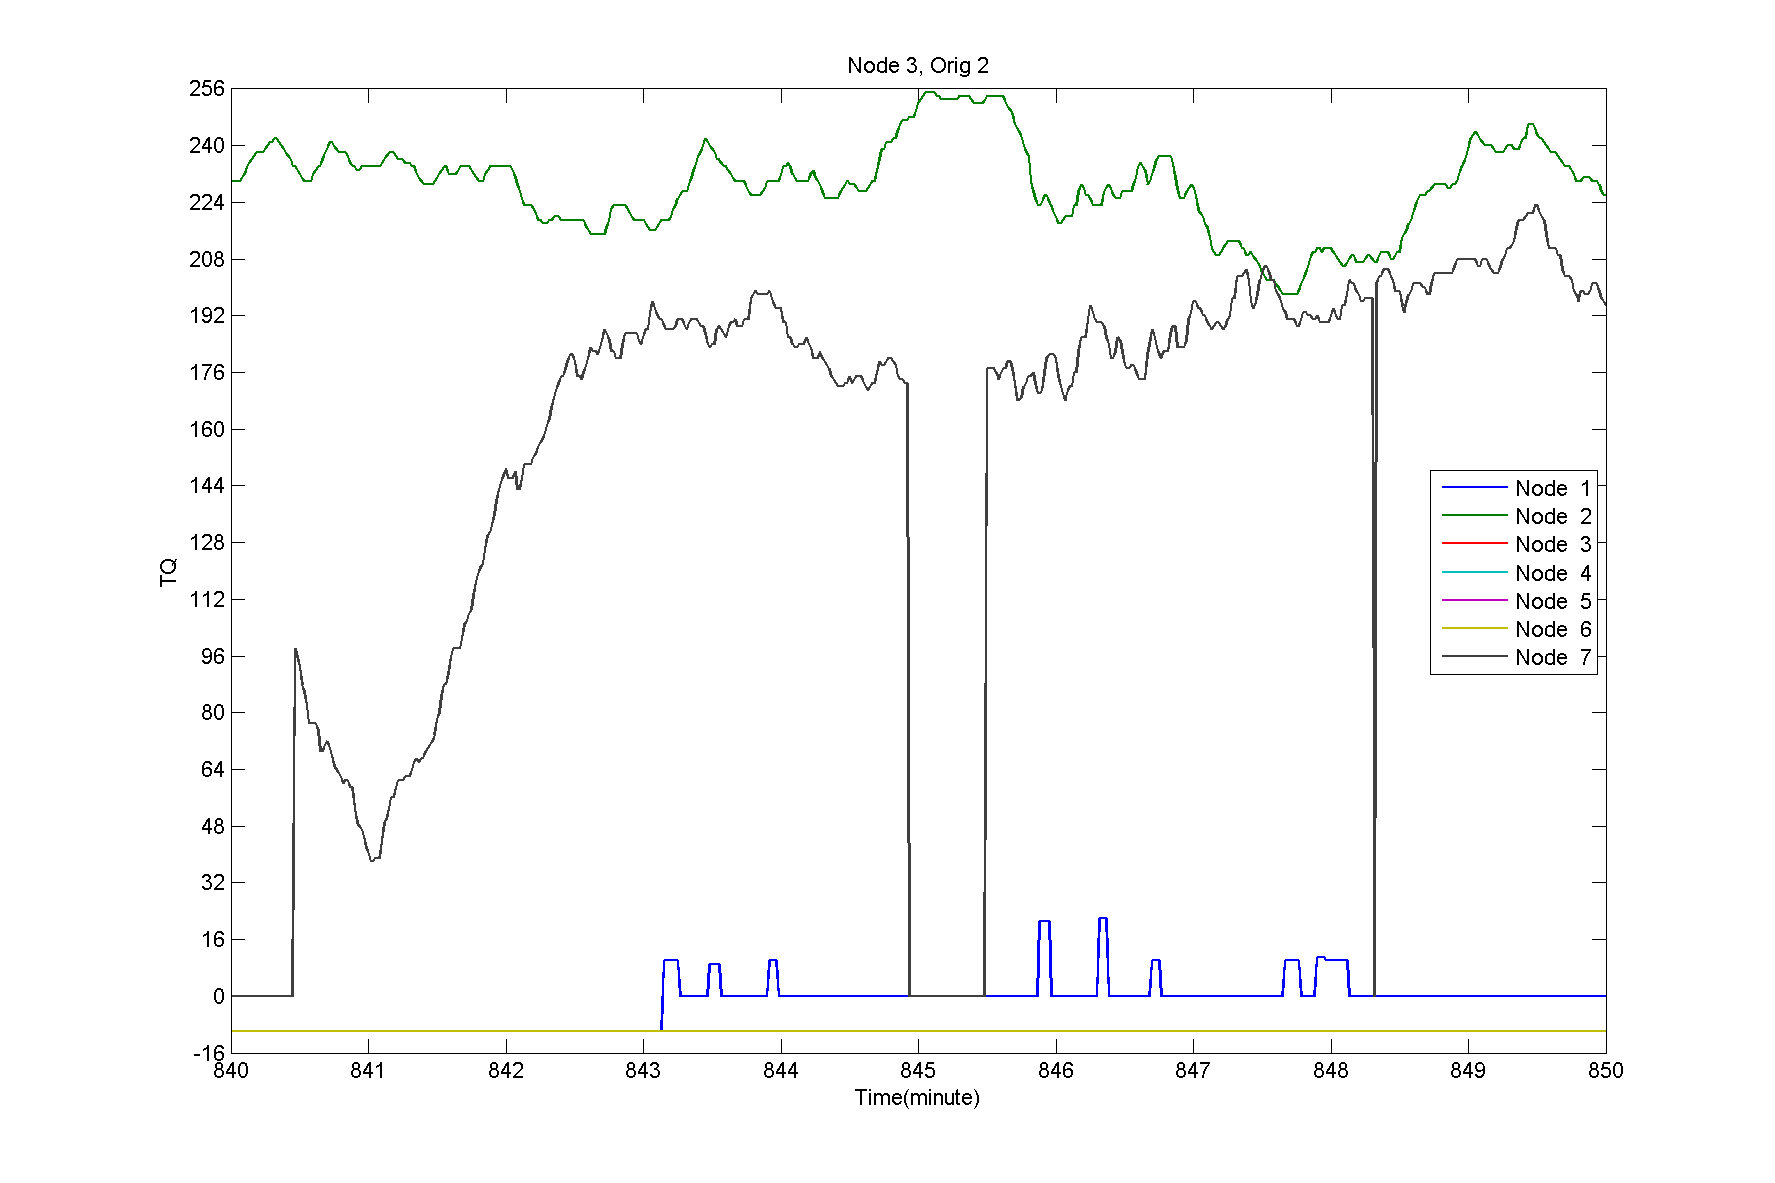 Node 3, Orig 2
256
240
224
208
192
176
160
144
128
112
96
80
64
48
32
16
0
-16
TQ
840 841 842 843 844 845 846 847 848 849 850
Time(minute)
Node 1
Node 2
Node 3
Node 4
Node 5
Node 6
Node 7